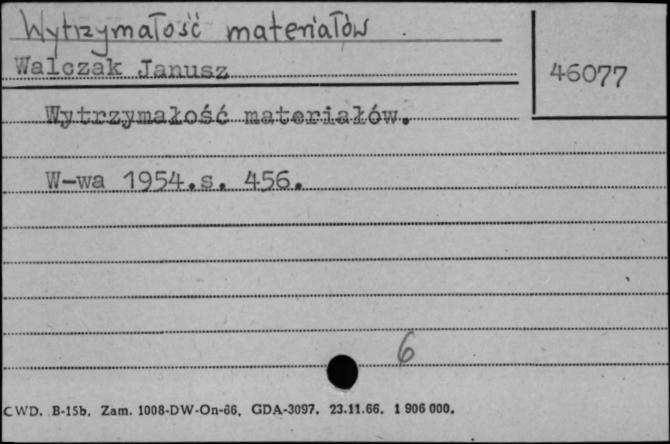 Wytrzymałość materiałów
Walczak Janusz
46077
Wytrzymałość materiałów.
W-wa 1954.s. 456.
6
CWD. B-15b. Zam. 1008-DW-On-66. GDA-3097. 23.11.66. 1 906 000.